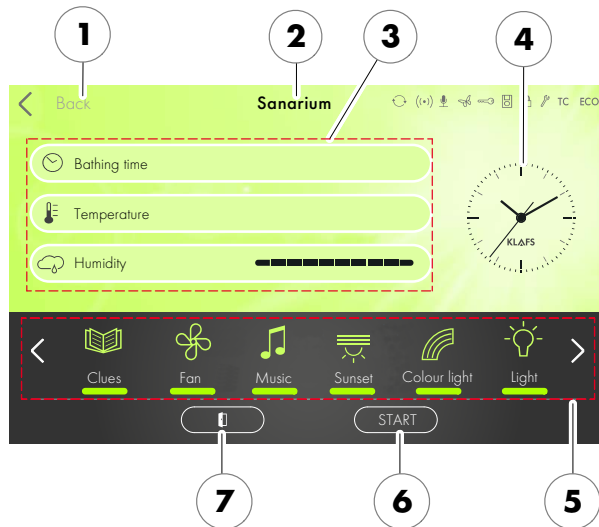 1 2 3 4
Back Sanarium TC ECO
Bathing time
Temperature
KLAFS
Humidity
Clues Fan Music Sunset Colour light Light
START
7 6 5